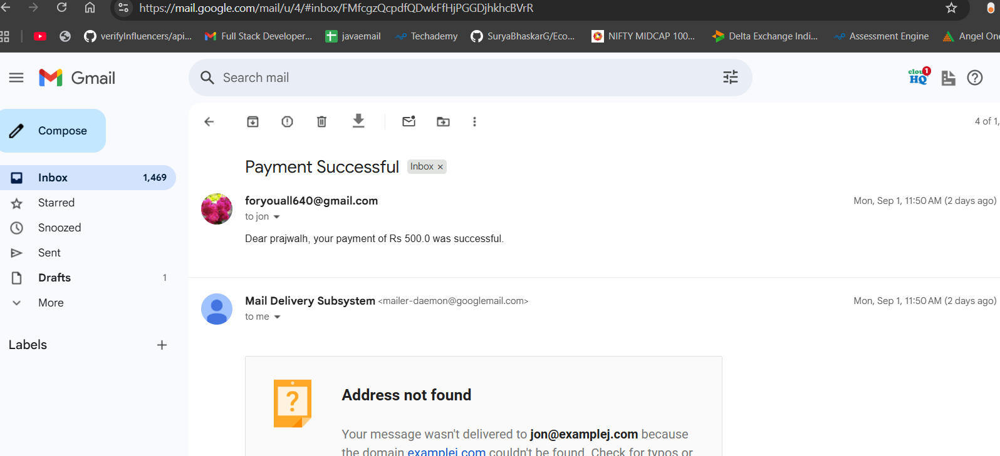 https://mail.google.com/mail/u/4/#inbox/FMfcgzQcpdfQDwkFfHjPGGDjhkhcBVrR
verifyInfluencers/api... Full Stack Developer... javaemail Techademy SuryaBhaskarG/Eco... NIFTY MIDCAP 100... Delta Exchange Indi... Assessment Engine Angel One
Gmail
Search mail
cloudHQ 1
Compose
4 of 1,
Payment Successful Inbox ×
Inbox 1,469
Starred
Snoozed
Sent
Drafts 1
More
Labels +
foryouall640@gmail.com Mon, Sep 1, 11:50 AM (2 days ago)
to jon
Dear prajwalh, your payment of Rs 500.0 was successful.
Mail Delivery Subsystem <mailer-daemon@googlemail.com> Mon, Sep 1, 11:50 AM (2 days ago)
to me
Address not found
Your message wasn't delivered to jon@examplej.com because
the domain examplej.com couldn't be found. Check for typos or